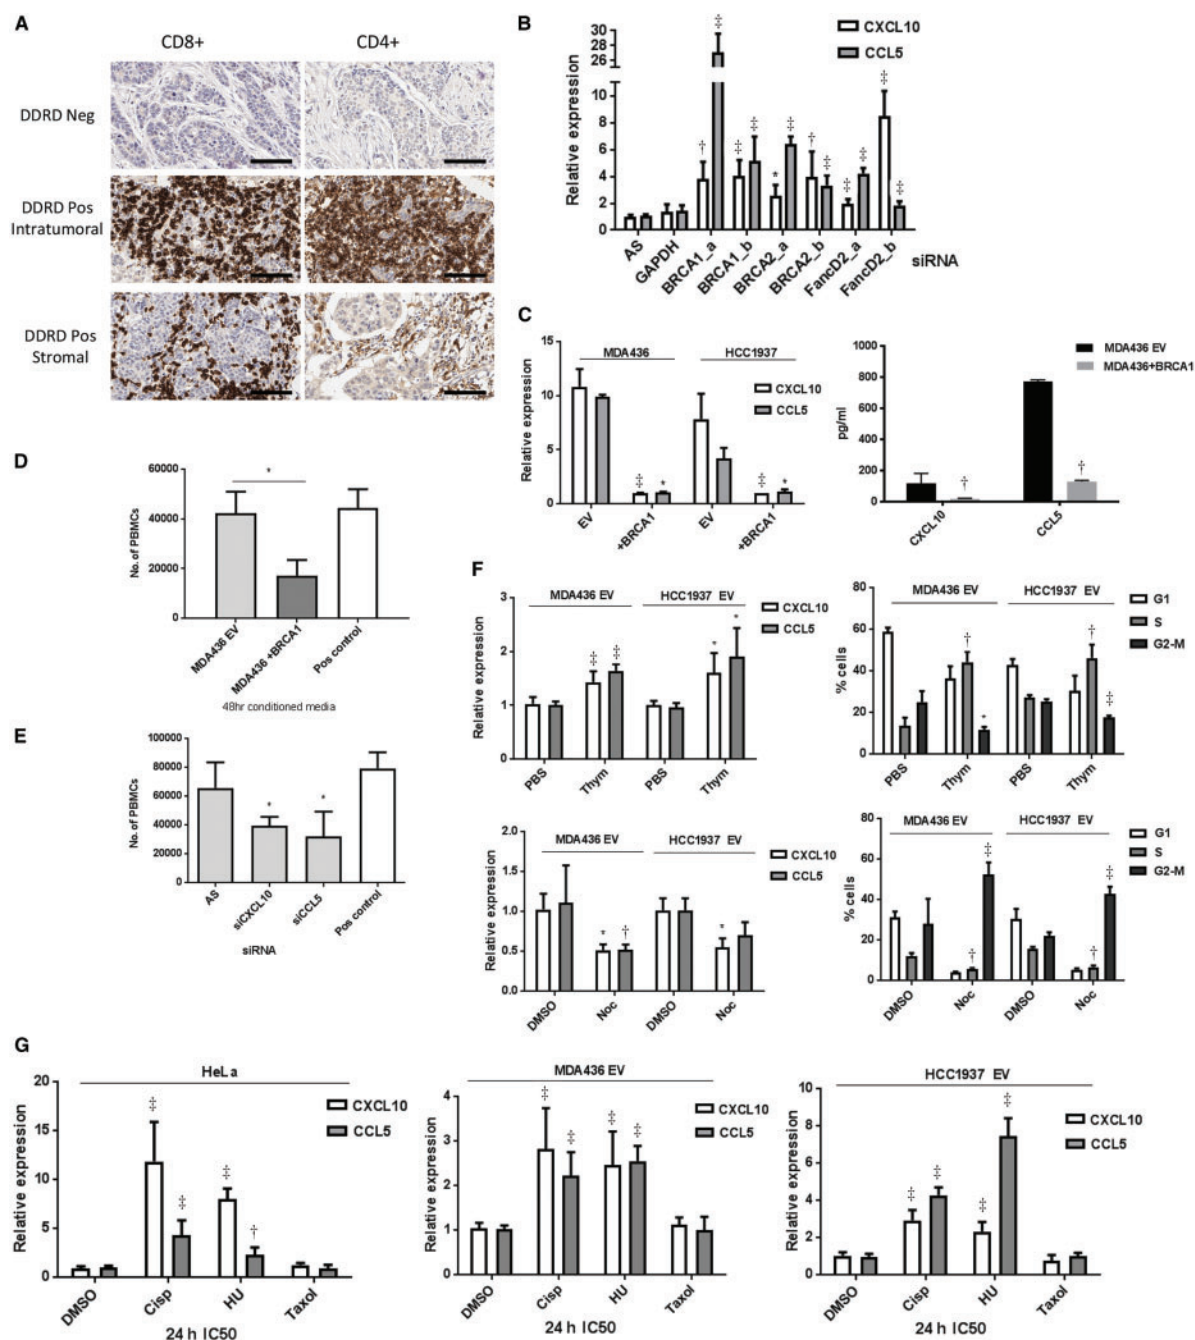 A
CD8+
CD4+
DDRD Neg
DDRD Pos
Intratumoral
DDRD Pos
Stromal
B
Relative expression
30
25
20
15
10
8
6
4
2
0
CXCL10
CCL5
†
‡
‡
‡
*
‡
†
‡
‡
‡
‡
‡
AS
GAPDH
BRCA1_a
BRCA1_b
BRCA2_a
BRCA2_b
FancD2_a
FancD2_b
siRNA
C
Relative expression
15
10
5
0
MDA436
HCC1937
CXCL10
CCL5
‡
*
‡
*
EV
+BRCA1
EV
+BRCA1
pg/ml
1000
800
600
400
200
0
MDA436 EV
MDA436+BRCA1
†
†
CXCL10
CCL5
D
No. of PBMCs
60000
40000
20000
0
*
MDA436 EV
MDA436 +BRCA1
Pos control
48hr conditioned media
E
No. of PBMCs
100000
80000
60000
40000
20000
0
*
*
AS
siCXCL10
siCCL5
Pos control
siRNA
F
Relative expression
3
2
1
0
MDA436 EV
HCC1937 EV
CXCL10
CCL5
‡
‡
*
*
PBS
Thym
PBS
Thym
% cells
60
40
20
0
MDA436 EV
HCC1937 EV
G1
S
G2-M
†
*
†
‡
PBS
Thym
PBS
Thym
Relative expression
2.0
1.5
1.0
0.5
0.0
MDA436 EV
HCC1937 EV
CXCL10
CCL5
*
†
*
DMSO
Noc
DMSO
Noc
% cells
80
60
40
20
0
MDA436 EV
HCC1937 EV
G1
S
G2-M
†
‡
†
‡
DMSO
Noc
DMSO
Noc
G
HeLa
Relative expression
20
15
10
5
0
CXCL10
CCL5
‡
‡
‡
†
DMSO
Cisp
HU
Taxol
24 h IC50
MDA436 EV
Relative expression
4
3
2
1
0
CXCL10
CCL5
‡
‡
‡
‡
DMSO
Cisp
HU
Taxol
24 h IC50
HCC1937 EV
Relative expression
10
8
6
4
2
0
CXCL10
CCL5
‡
‡
‡
‡
DMSO
Cisp
HU
Taxol
24 h IC50